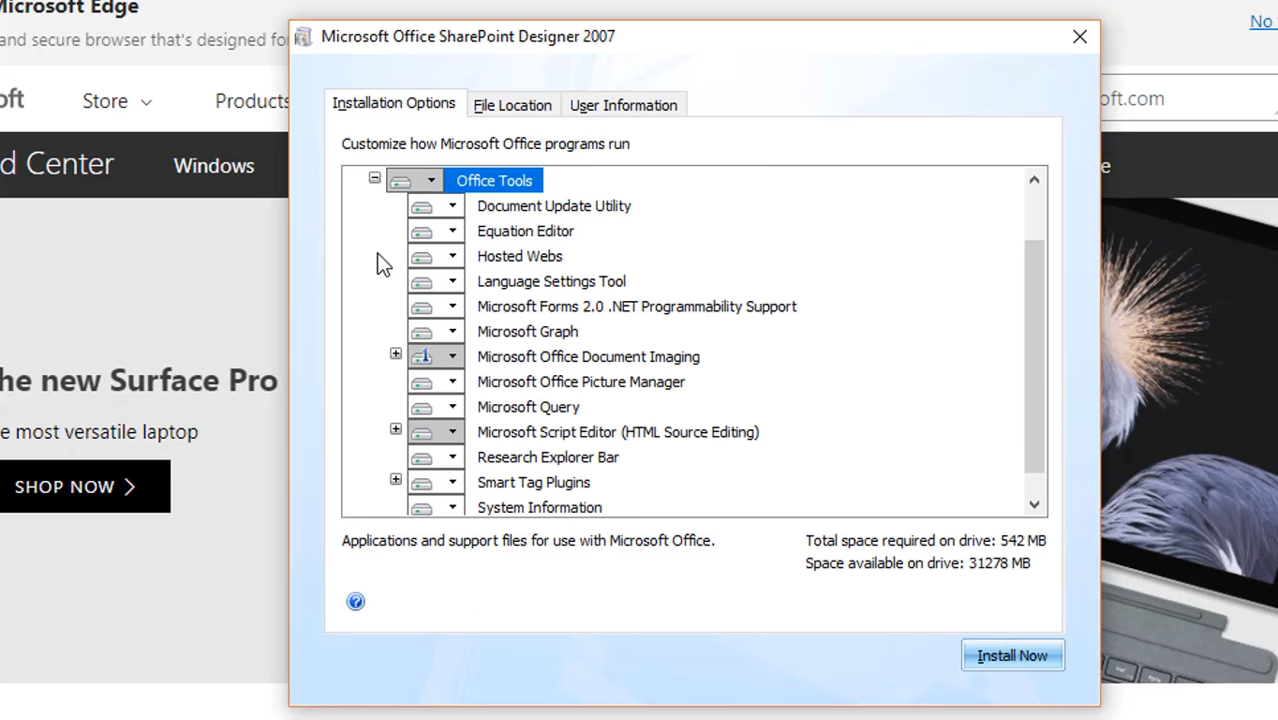 Microsoft Edge
and secure browser that's designed fo
No
Microsoft Office SharePoint Designer 2007
oft
Store
Products
oft.com
Installation Options
File Location
User Information
Customize how Microsoft Office programs run
d Center
Windows
e
Office Tools
Document Update Utility
Equation Editor
Hosted Webs
Language Settings Tool
Microsoft Forms 2.0 .NET Programmability Support
Microsoft Graph
Microsoft Office Document Imaging
Microsoft Office Picture Manager
Microsoft Query
Microsoft Script Editor (HTML Source Editing)
Research Explorer Bar
Smart Tag Plugins
System Information
he new Surface Pro
e most versatile laptop
SHOP NOW
Applications and support files for use with Microsoft Office.
Total space required on drive: 542 MB
Space available on drive: 31278 MB
Install Now